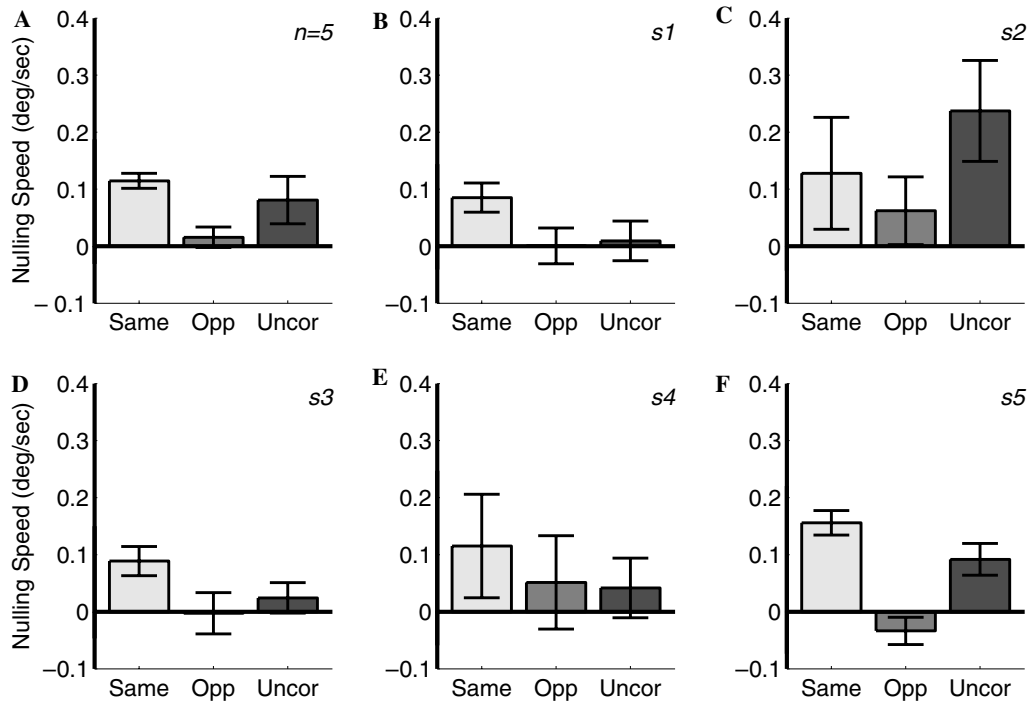 A n=5
Nulling Speed (deg/sec)
0.4
0.3
0.2
0.1
0
– 0.1
Same Opp Uncor
B s1
0.4
0.3
0.2
0.1
0
– 0.1
Same Opp Uncor
C s2
0.4
0.3
0.2
0.1
0
– 0.1
Same Opp Uncor
D s3
Nulling Speed (deg/sec)
0.4
0.3
0.2
0.1
0
–0.1
Same Opp Uncor
E s4
0.4
0.3
0.2
0.1
0
–0.1
Same Opp Uncor
F s5
0.4
0.3
0.2
0.1
0
–0.1
Same Opp Uncor